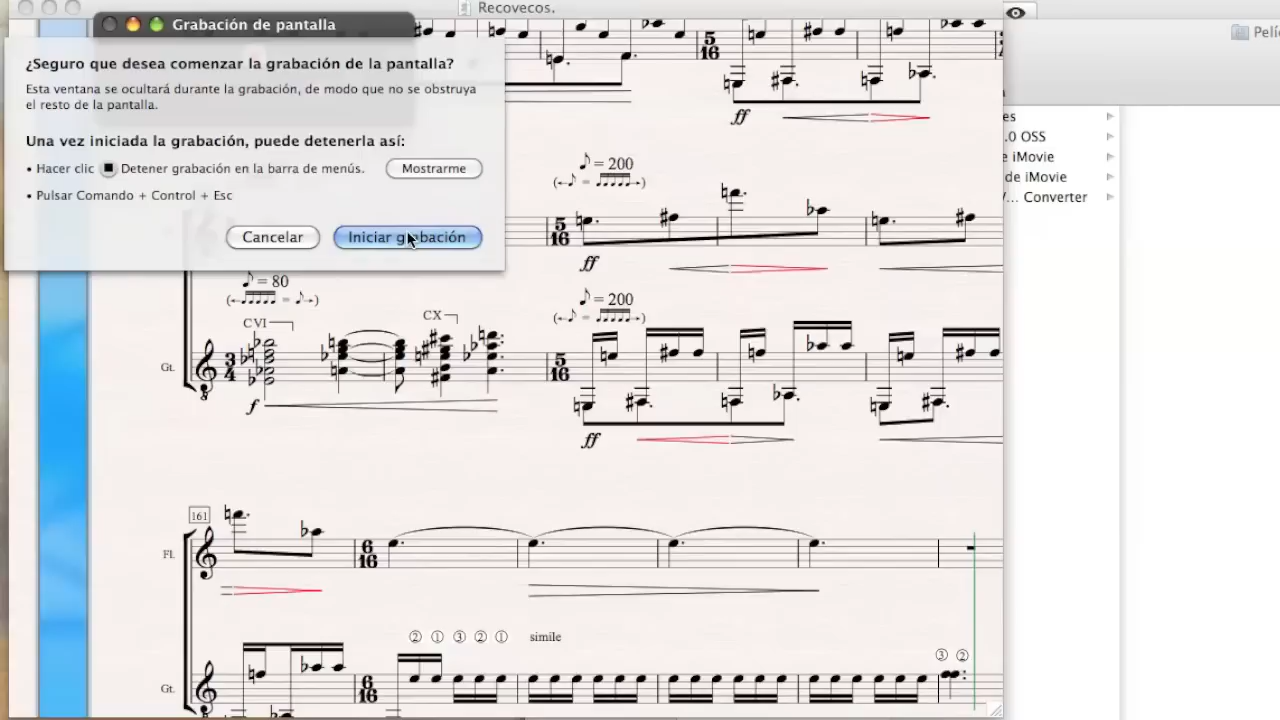 Recovecos.
Grabación de pantalla
¿Seguro que desea comenzar la grabación de la pantalla?
Esta ventana se ocultará durante la grabación, de modo que no se obstruya
el resto de la pantalla.
Una vez iniciada la grabación, puede detenerla así:
• Hacer clic Detener grabación en la barra de menús.
Mostrarme
• Pulsar Comando + Control + Esc
Cancelar
Iniciar grabación
5
16
ff
es
.0 OSS
e iMovie
de iMovie
/... Converter
= 200
5
16
ff
= 80
CVI
CX
Gt.
3
4
8
f
= 200
5
16
ff
161
Fl.
6
16
② ① ③ ② ① simile
③ ②
Gt.
6
16